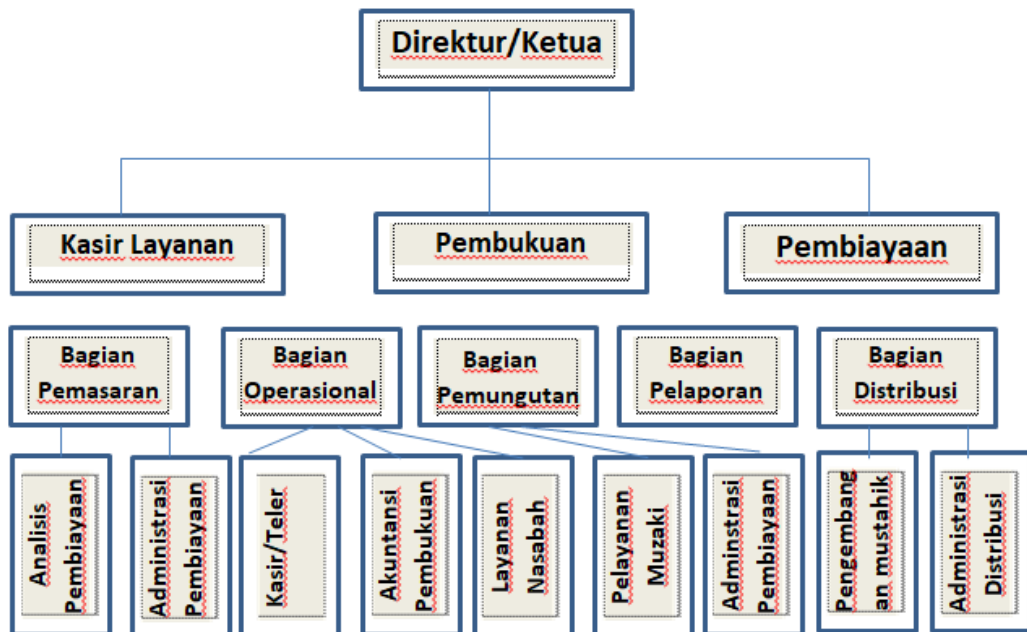 Direktur/Ketua
Kasir Layanan
Pembukuan
Pembiayaan
Bagian
Pemasaran
Bagian
Operasional
Bagian
Pemungutan
Bagian
Pelaporan
Bagian
Distribusi
Analisis
Pembiayaan
Administrasi
Pembiayaan
Kasir/Teler
Akuntansi
Pembukuan
Layanan
Nasabah
Pelayanan
Muzaki
Adminstrasi
Pembiayaan
Pengembang
an mustahik
Administrasi
Distribusi